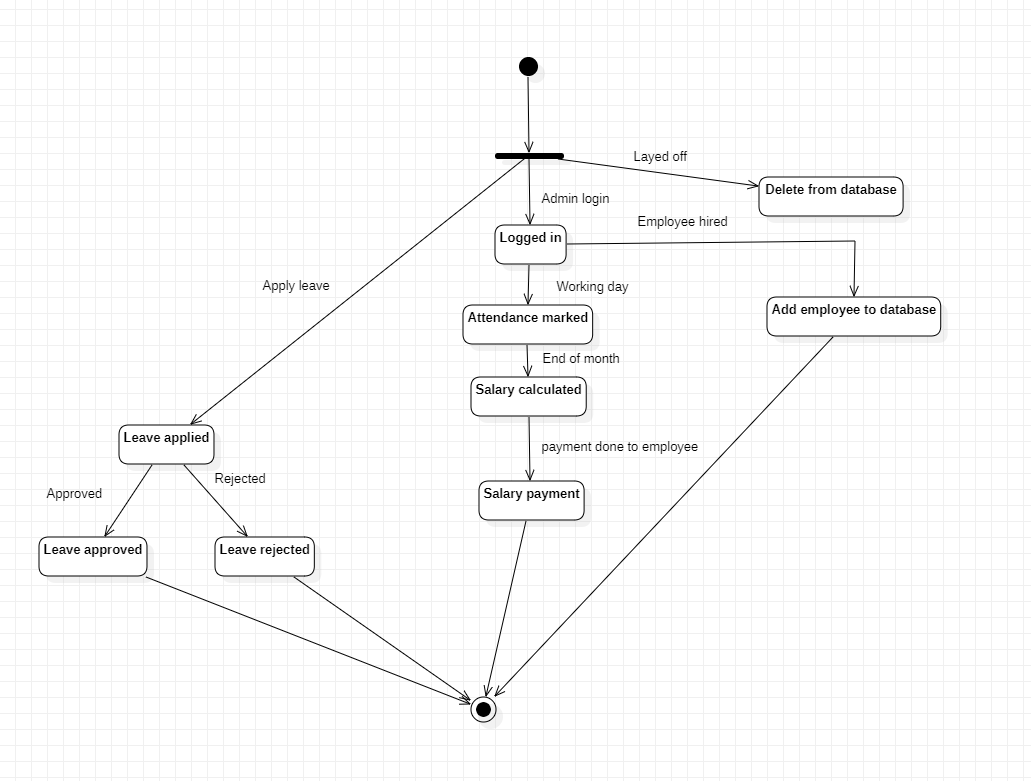 Layed off
Delete from database
Admin login
Employee hired
Logged in
Apply leave
Working day
Add employee to database
Attendance marked
End of month
Salary calculated
Leave applied
payment done to employee
Rejected
Approved
Salary payment
Leave approved
Leave rejected